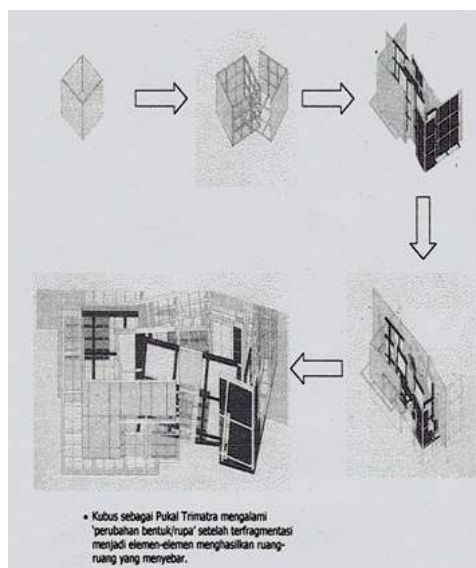 • Kubus sebagai Pukal Trimatra mengalami
'perubahan bentuk/rupa' setelah terfragmentasi
menjadi elemen-elemen menghasilkan ruang-
ruang yang menyebar.